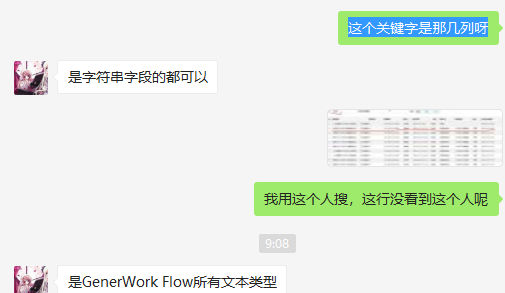 这个关键字是那几列呀
是字符串字段的都可以
我用这个人搜，这行没看到这个人呢
9:08
是GenerWork Flow所有文本类型